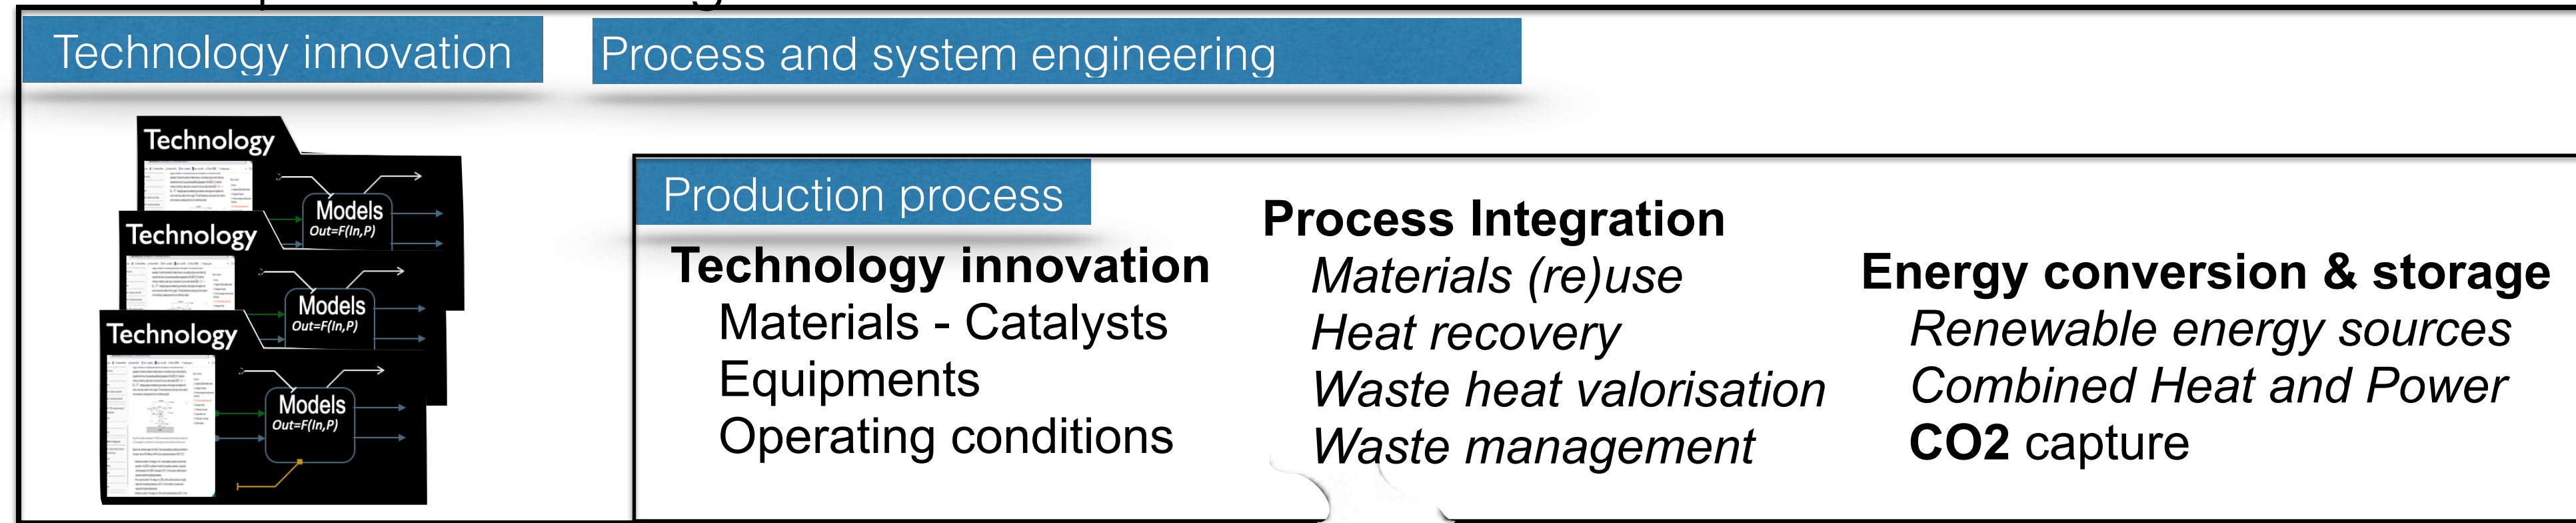 Technology innovation
Process and system engineering
Technology
Models
Out=F(In,P)
Technology
Models
Out=F(In,P)
Technology
Models
Out=F(In,P)
Production process
Technology innovation
Materials - Catalysts
Equipments
Operating conditions
Process Integration
Materials (re)use
Heat recovery
Waste heat valorisation
Waste management
Energy conversion & storage
Renewable energy sources
Combined Heat and Power
CO2 capture